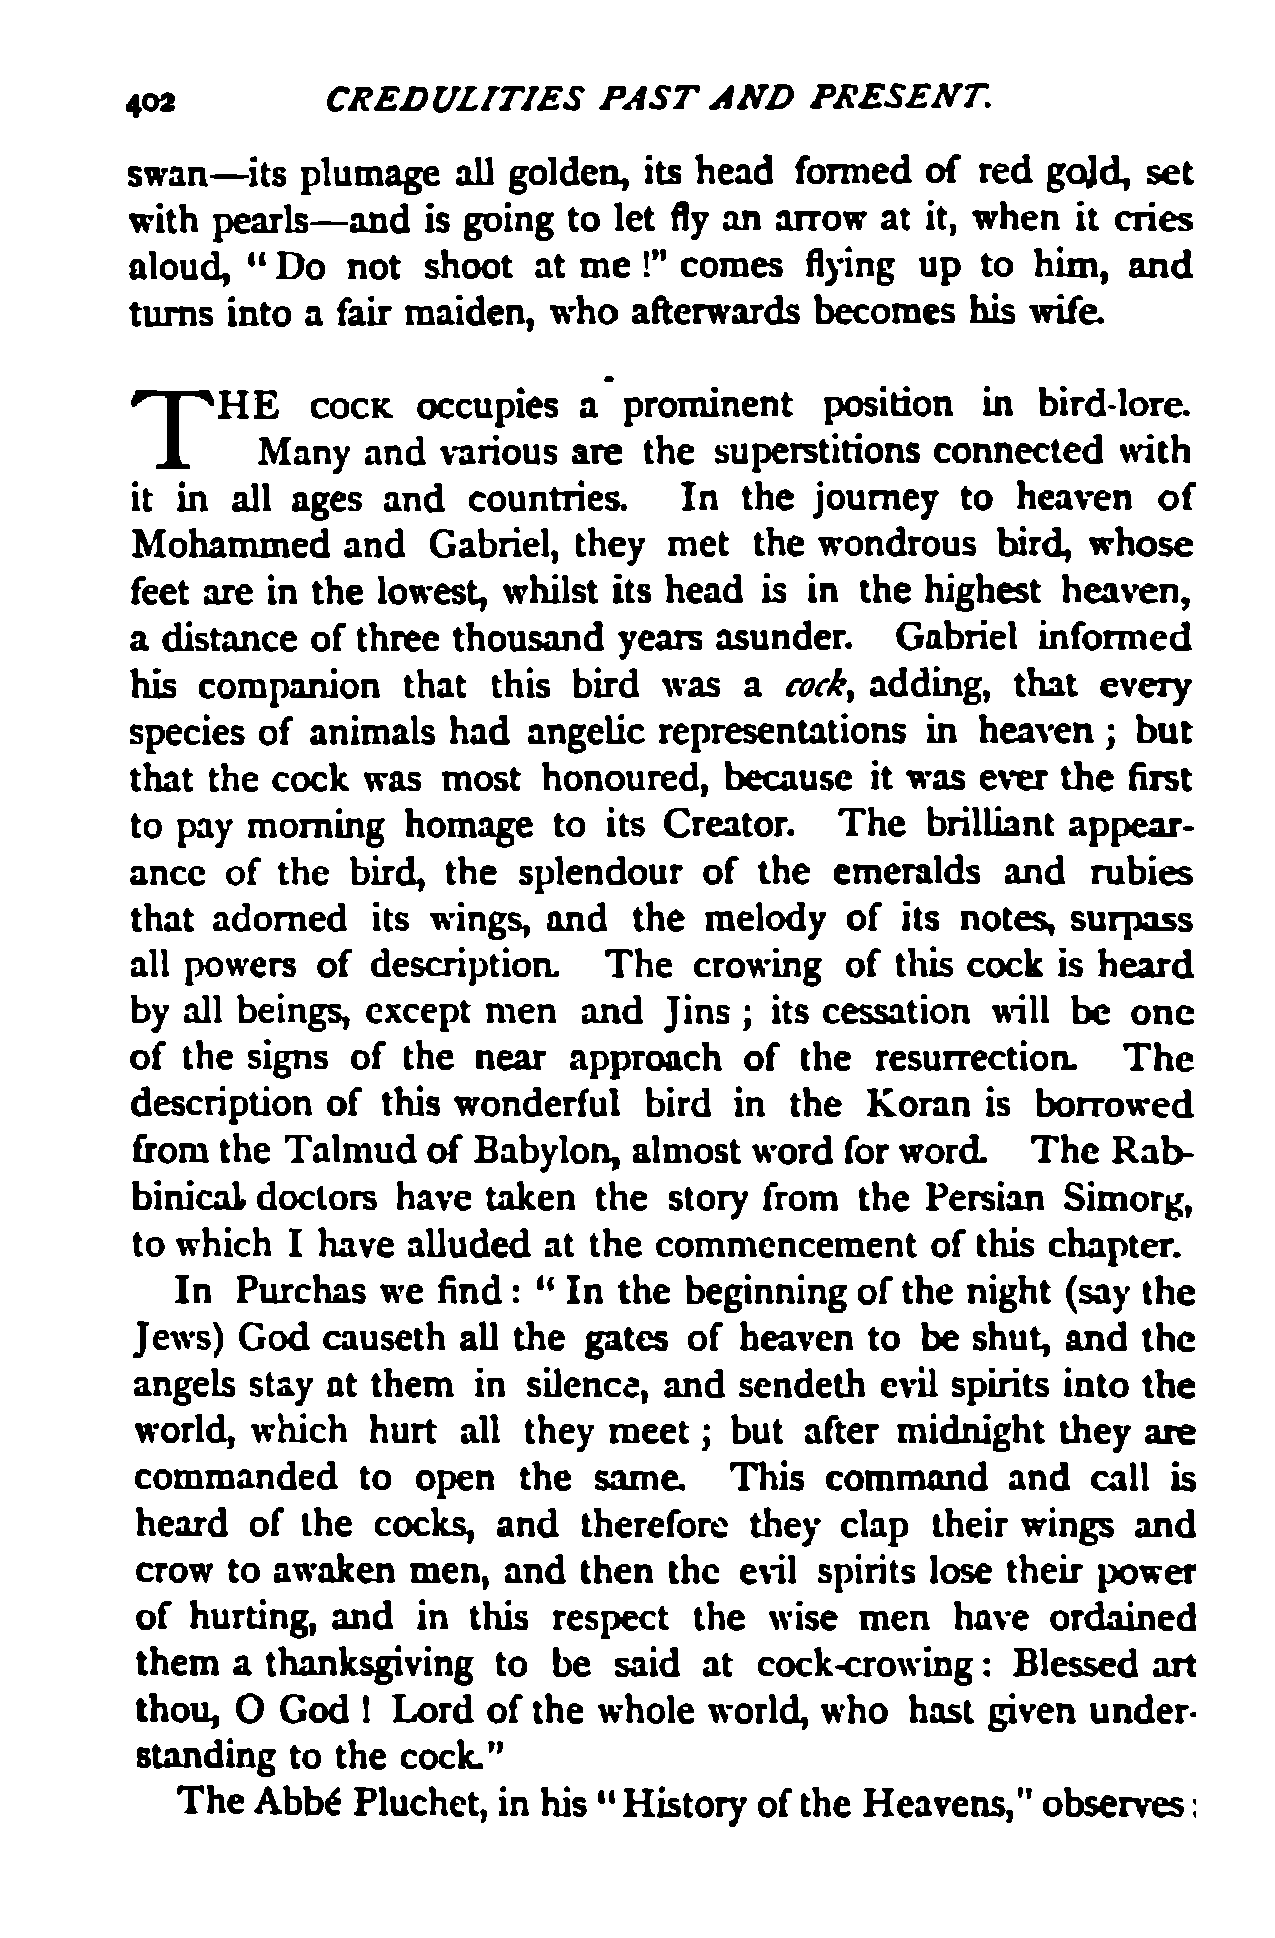 402 CREDULITIES PAST AND PRESENT.
swan—its plumage all golden, its head formed of red gold, set
with pearls—and is going to let fly an arrow at it, when it cries
aloud, "Do not shoot at me!" comes flying up to him, and
turns into a fair maiden, who afterwards becomes his wife.
THE COCK occupies a prominent position in bird-lore.
Many and various are the superstitions connected with
it in all ages and countries. In the journey to heaven of
Mohammed and Gabriel, they met the wondrous bird, whose
feet are in the lowest, whilst its head is in the highest heaven,
a distance of three thousand years asunder. Gabriel informed
his companion that this bird was a cock, adding, that every
species of animals had angelic representations in heaven; but
that the cock was most honoured, because it was ever the first
to pay morning homage to its Creator. The brilliant appear-
ance of the bird, the splendour of the emeralds and rubies
that adorned its wings, and the melody of its notes, surpass
all powers of description. The crowing of this cock is heard
by all beings, except men and Jins; its cessation will be one
of the signs of the near approach of the resurrection. The
description of this wonderful bird in the Koran is borrowed
from the Talmud of Babylon, almost word for word. The Rab-
binical doctors have taken the story from the Persian Simorg,
to which I have alluded at the commencement of this chapter.
In Purchas we find: "In the beginning of the night (say the
Jews) God causeth all the gates of heaven to be shut, and the
angels stay at them in silence, and sendeth evil spirits into the
world, which hurt all they meet; but after midnight they are
commanded to open the same. This command and call is
heard of the cocks, and therefore they clap their wings and
crow to awaken men, and then the evil spirits lose their power
of hurting, and in this respect the wise men have ordained
them a thanksgiving to be said at cock-crowing: Blessed art
thou, O God! Lord of the whole world, who hast given under-
standing to the cock."
The Abbé Pluchet, in his "History of the Heavens," observes: